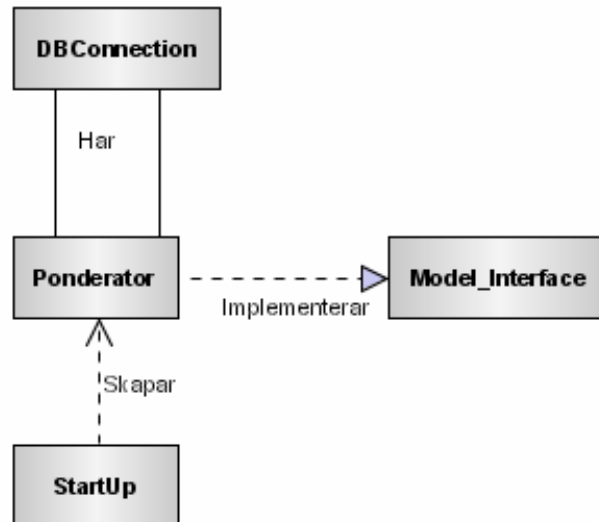 DBConnection
Har
Ponderator
Model_Interface
Implementerar
Skapar
StartUp